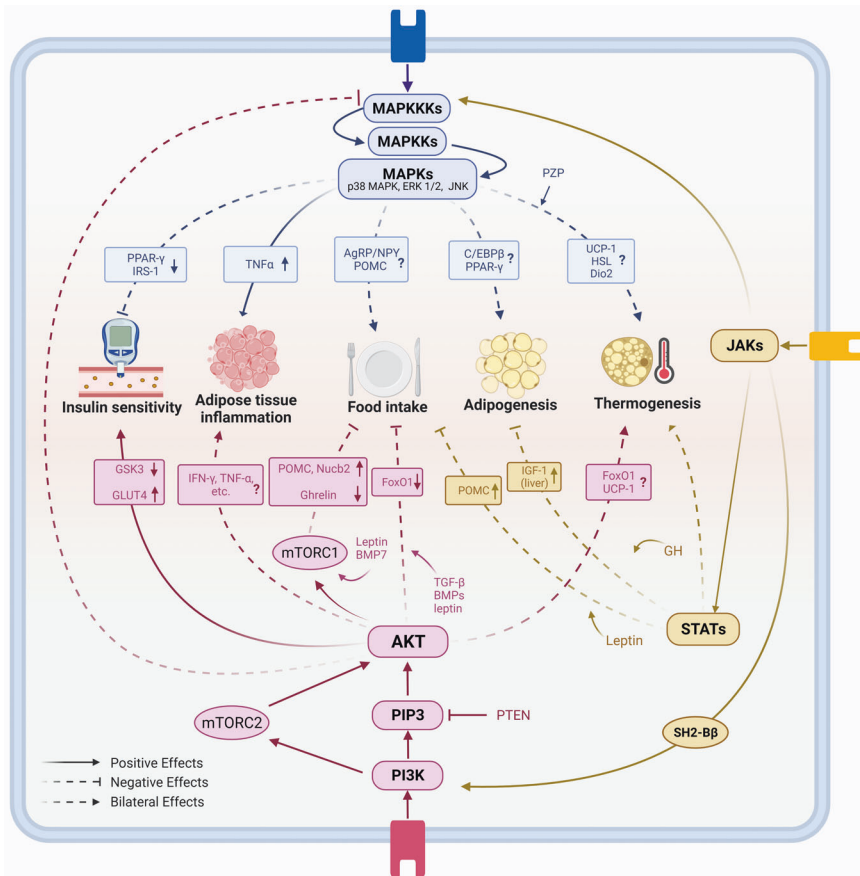 MAPKKKs
MAPKKs
MAPKs
p38 MAPK, ERK 1/2, JNK
PZP
PPAR-γ
IRS-1
TNFα
AgRP/NPY
POMC
?
C/EBPβ
PPAR-γ
?
UCP-1
HSL
Dio2
?
JAKs
Insulin sensitivity
Adipose tissue
inflammation
Food intake
Adipogenesis
Thermogenesis
GSK3
GLUT4
IFN-γ, TNF-α,
etc.
?
POMC, Nucb2
Ghrelin
FoxO1
POMC
IGF-1
(liver)
FoxO1
UCP-1
?
mTORC1
Leptin
BMP7
TGF-β
BMPs
leptin
GH
Leptin
STATs
AKT
mTORC2
PIP3
PTEN
SH2-Bβ
PI3K
Positive Effects
Negative Effects
Bilateral Effects